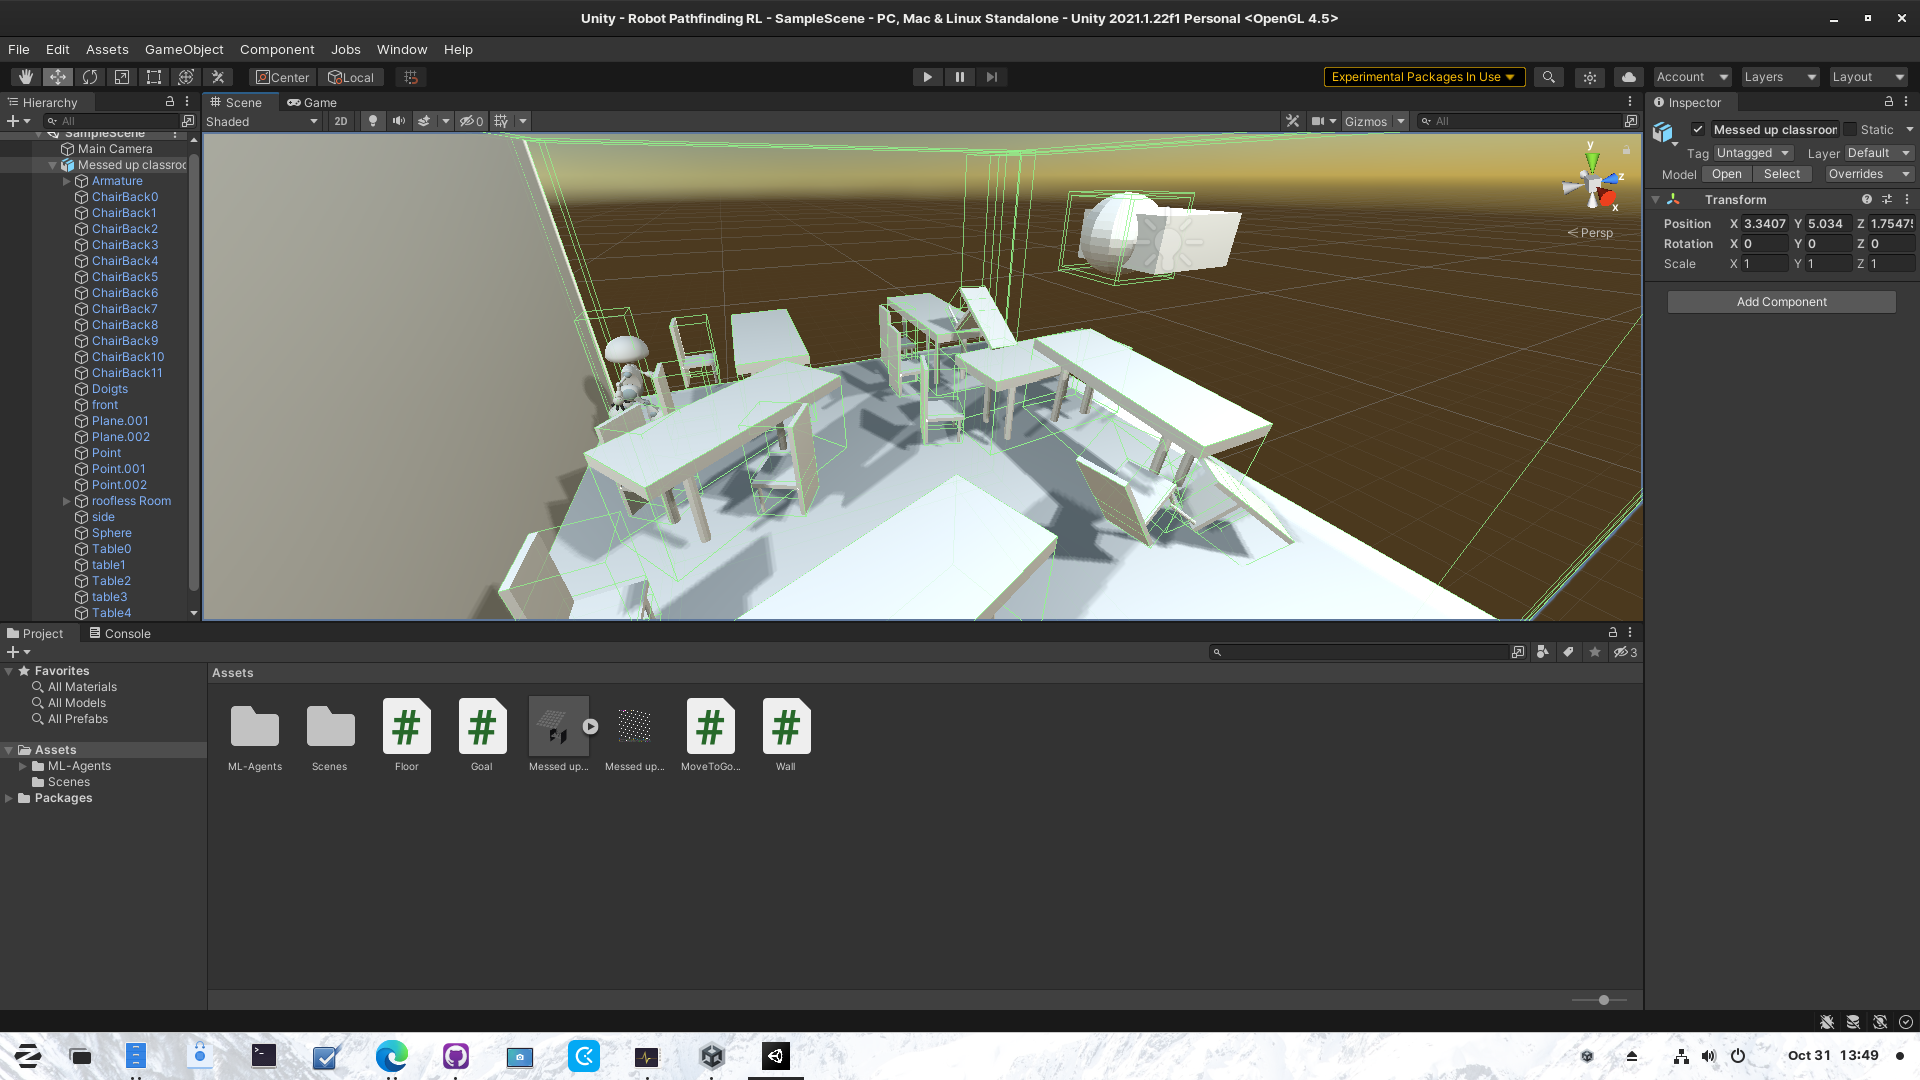 Unity - Robot Pathfinding RL - SampleScene - PC, Mac & Linux Standalone - Unity 2021.1.22f1 Personal <OpenGL 4.5>
File Edit Assets GameObject Component Jobs Window Help
Center Local Experimental Packages In Use Account Layers Layout
Hierarchy
All
SampleScene
Main Camera
Messed up classroo
Armature
ChairBack0
ChairBack1
ChairBack2
ChairBack3
ChairBack4
ChairBack5
ChairBack6
ChairBack7
ChairBack8
ChairBack9
ChairBack10
ChairBack11
Doigts
front
Plane.001
Plane.002
Point
Point.001
Point.002
roofless Room
side
Sphere
Table0
table1
Table2
table3
Table4
Scene Game
Shaded 2D 0 Gizmos All
y
z
x
Persp
Inspector
Messed up classroor Static
Tag Untagged Layer Default
Model Open Select Overrides
Transform
Position X 3.3407 Y 5.034 Z 1.7547
Rotation X 0 Y 0 Z 0
Scale X 1 Y 1 Z 1
Add Component
Project Console
3
Favorites
All Materials
All Models
All Prefabs
Assets
ML-Agents
Scenes
Packages
Assets
ML-Agents Scenes Floor Goal Messed up... Messed up... MoveToGo... Wall
Oct 31 13:49